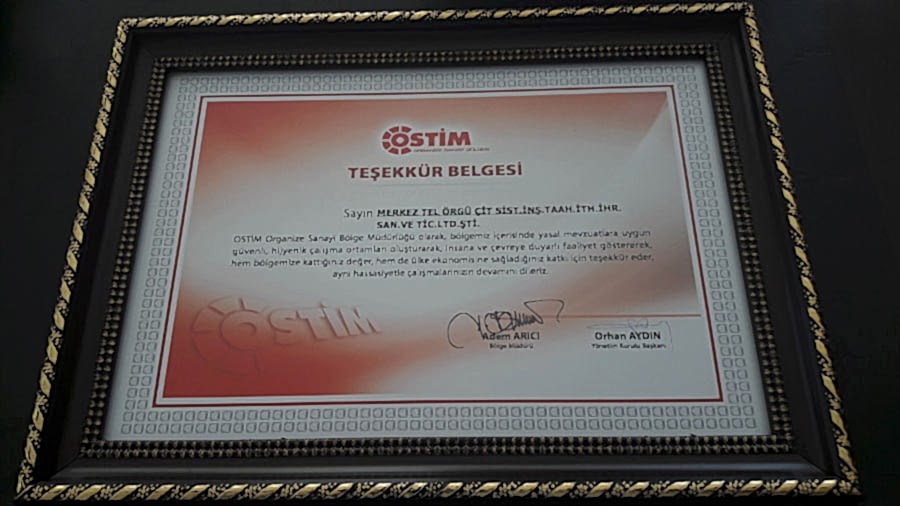 OSTİM
TEŞEKKÜR BELGESİ
Sayın MERKEZ TEL ÖRGÜ ÇİT SİST.İNŞ.TAAH.İTH.İHR.
SAN.VE TİC.LTD.ŞTİ.
OSTİM Organize Sanayi Bölge Müdürlüğü olarak, bölgemiz içerisinde yasal mevzuatlara uygun
güvenli, hijyenik çalışma ortamları oluşturarak, insana ve çevreye duyarlı faaliyet göstererek,
hem bölgemize kattığınız değer, hem de ülke ekonomisine sağladığınız katkı için teşekkür eder,
aynı hassasiyetle çalışmalarınızın devamını dileriz.
OSTİM
Adem ARICI
Bölge Müdürü
Orhan AYDIN
Yönetim Kurulu Başkanı